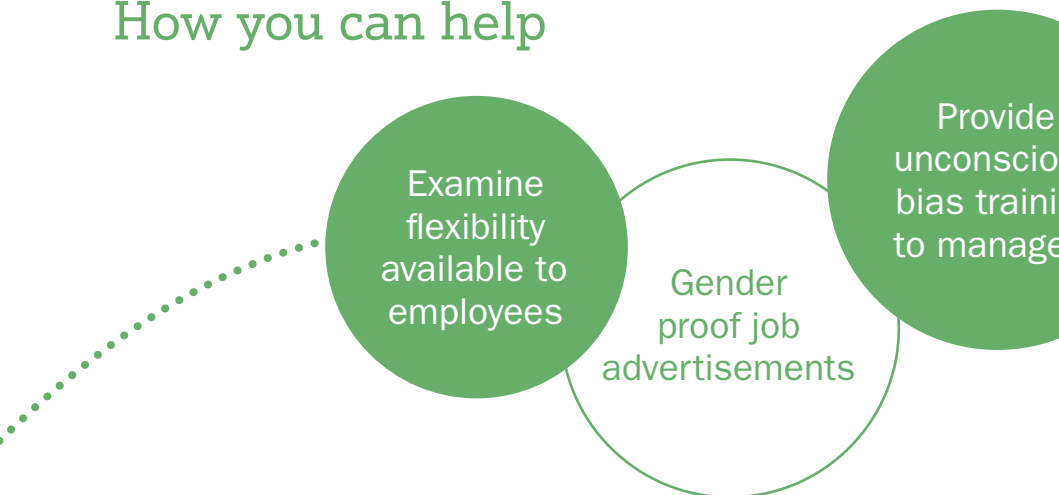 How you can help
Examine
flexibility
available to
employees
Gender
proof job
advertisements
Provide
bias
to